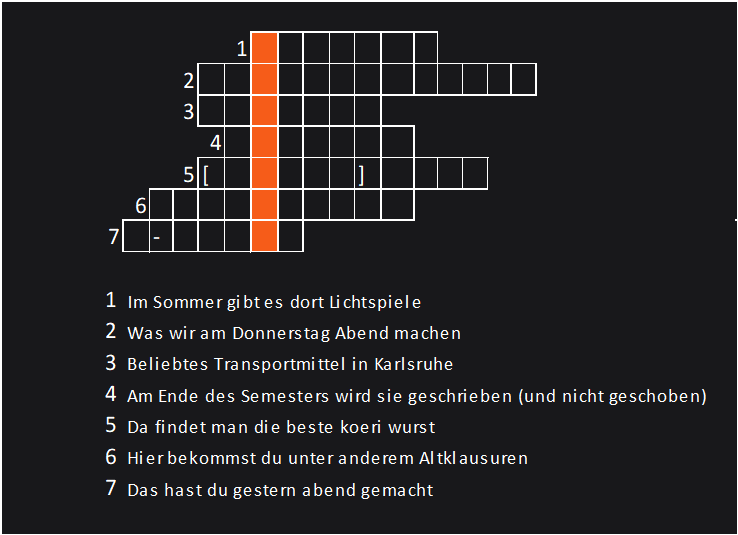 1
2
3
4
5 [ ]
6
7 -
1 Im Sommer gibt es dort Lichtspiele
2 Was wir am Donnerstag Abend machen
3 Beliebtes Transportmittel in Karlsruhe
4 Am Ende des Semesters wird sie geschrieben (und nicht geschoben)
5 Da findet man die beste koeri wurst
6 Hier bekommst du unter anderem Altklausuren
7 Das hast du gestern abend gemacht